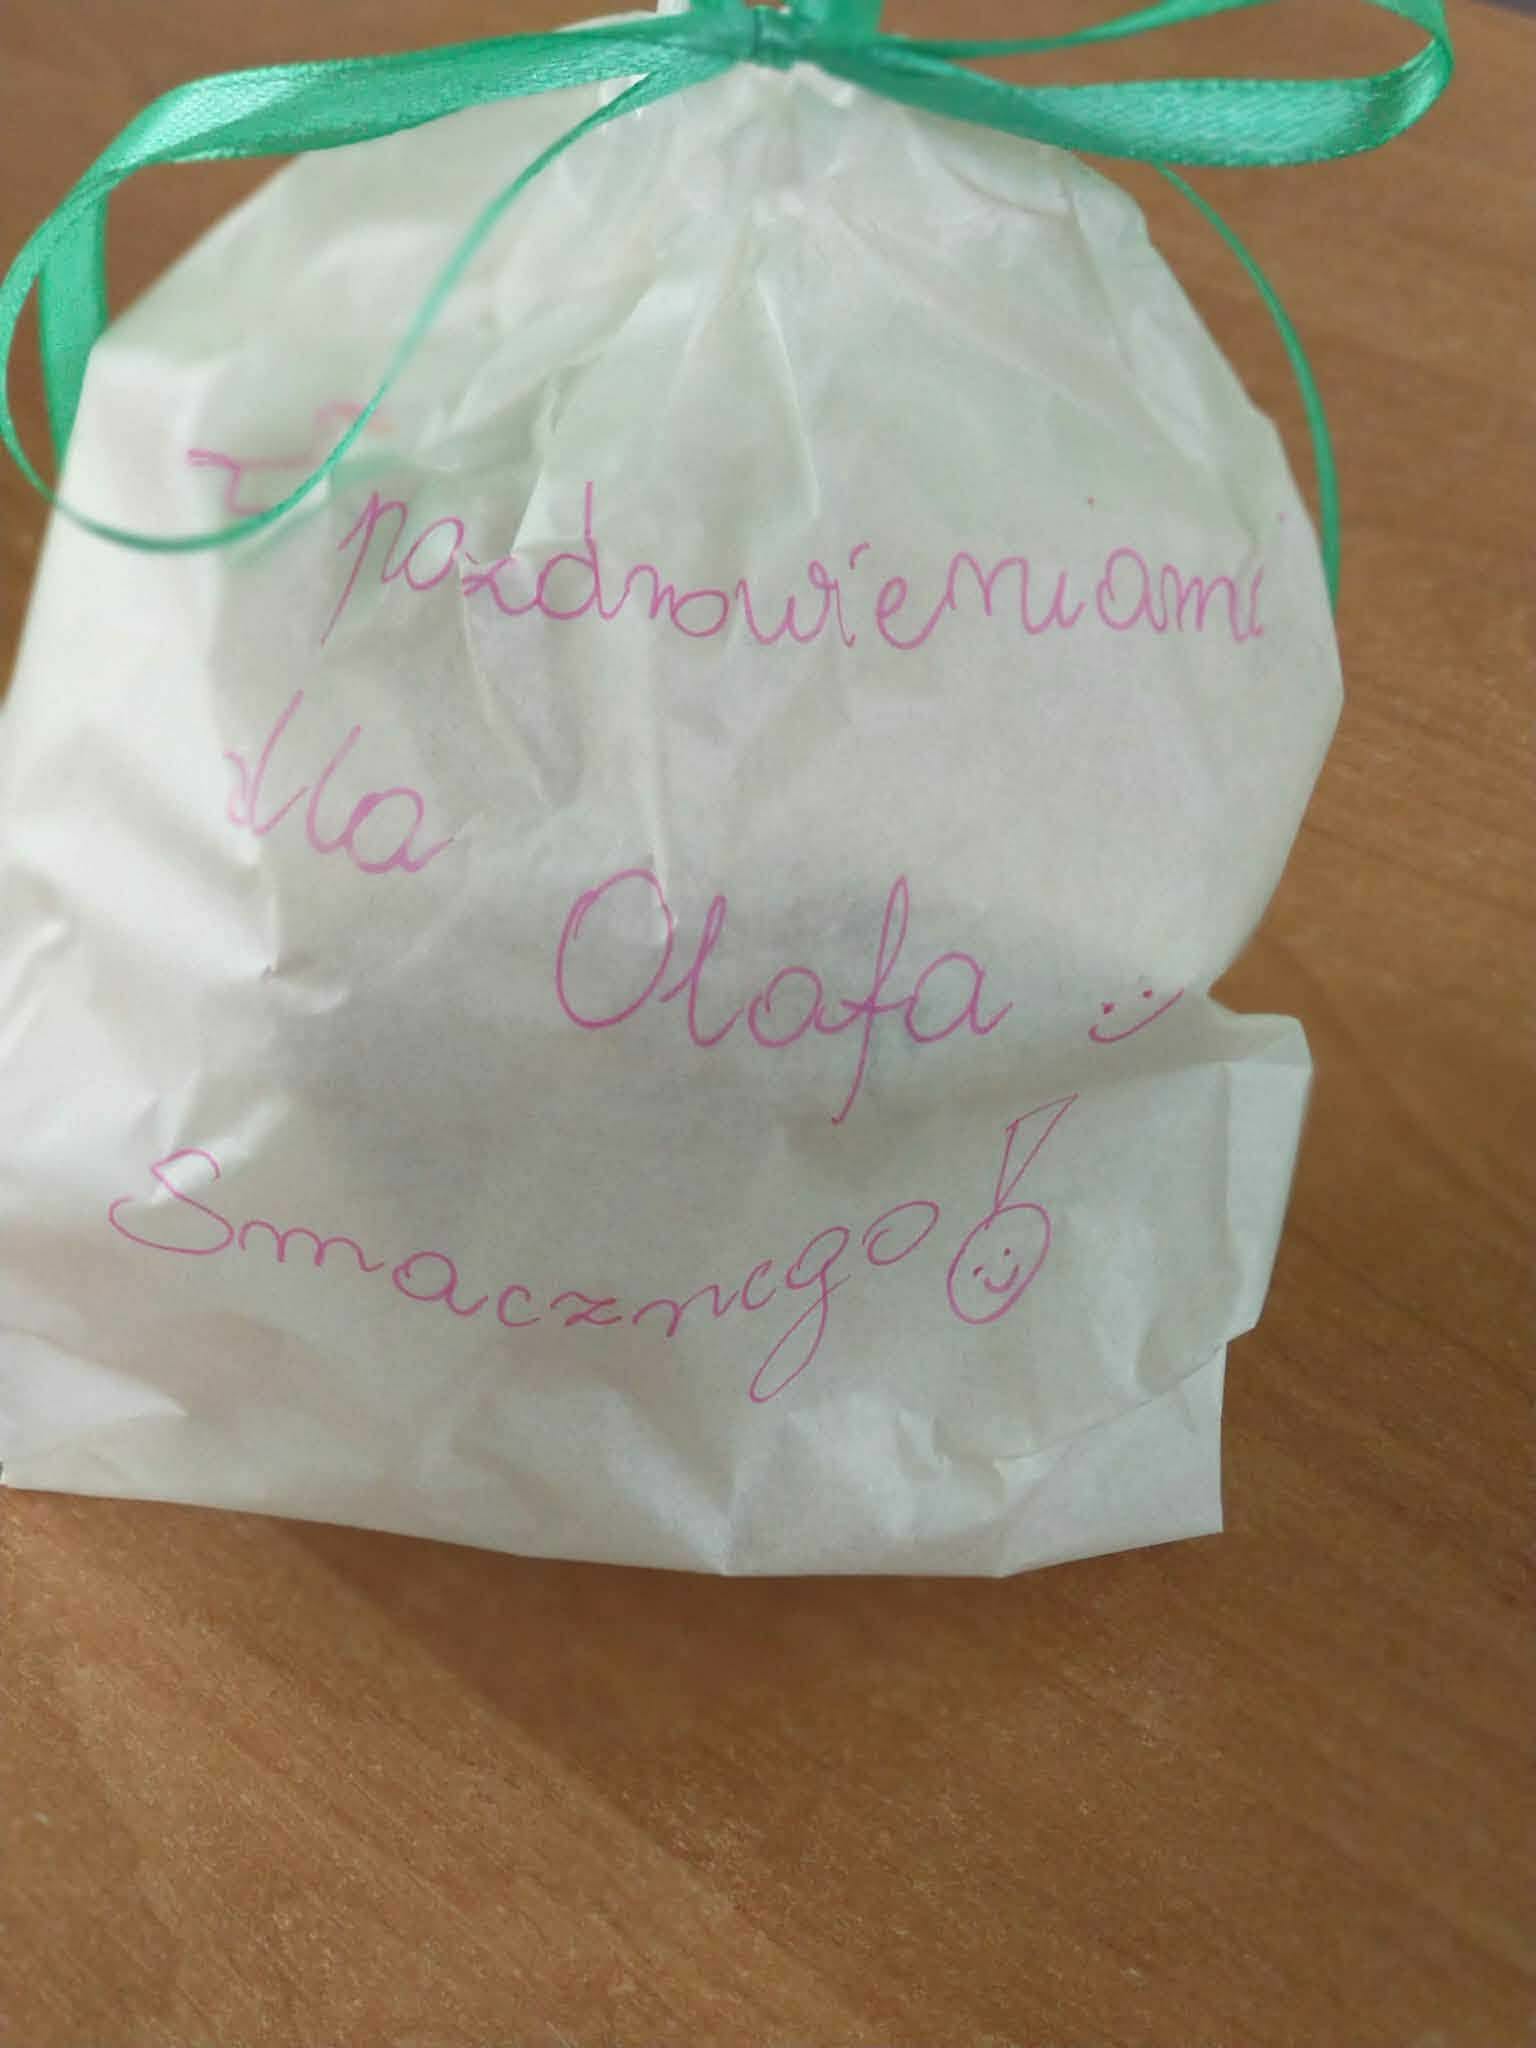 Z pozdrowieniami
dla
Olafa :)
Smacznego!